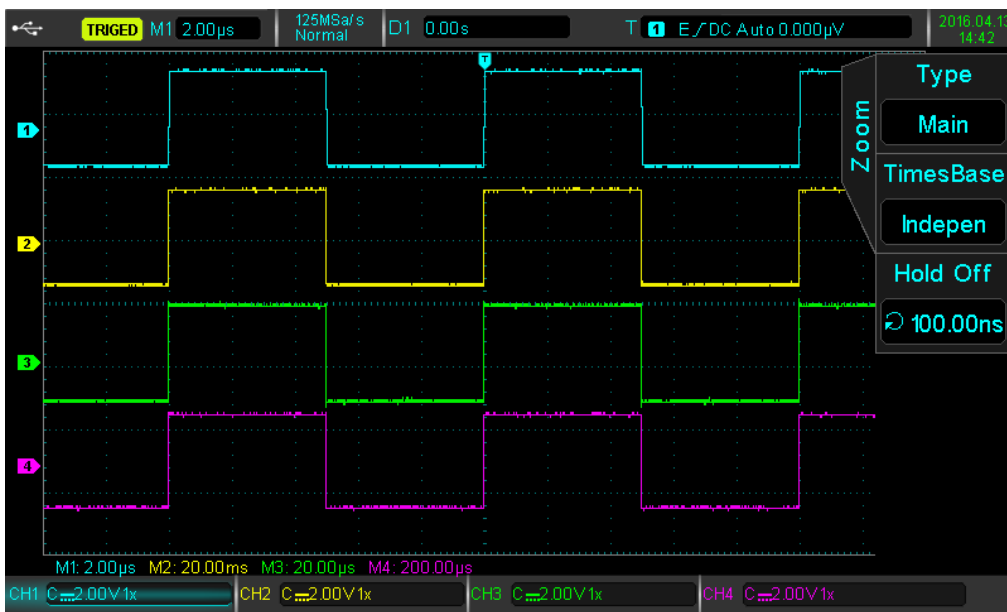 TRIGED M1 2.00µs 125MSa/s Normal D1 0.00s T 1 E DC Auto 0.000µV 2016.04.13 14:42
T
Type
Main
Zoom
TimesBase
Indepen
Hold Off
100.00ns
1
2
3
4
M1: 2.00µs M2: 20.00ms M3: 20.00µs M4: 200.00µs
CH1 C 2.00V 1x CH2 C 2.00V 1x CH3 C 2.00V 1x CH4 C 2.00V 1x